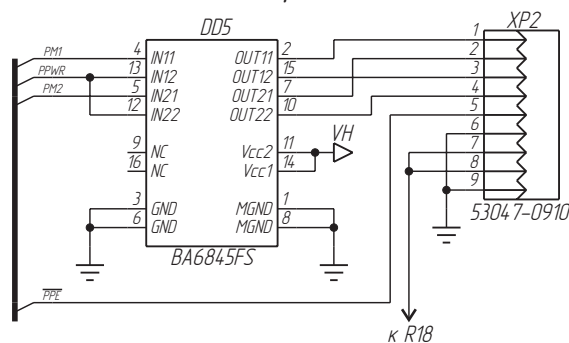 DD5
XP2
PM1 4 IN11 OUT11 2 1
PPWR 13 IN12 OUT12 15 2
PM2 5 IN21 OUT21 7 3
12 IN22 OUT22 10 4
5
6
9 NC Vcc2 11 VH 7
16 NC Vcc1 14 8
9
3 GND MGND 1
6 GND MGND 8
53047-0910
BA6845FS
PPE
к R18